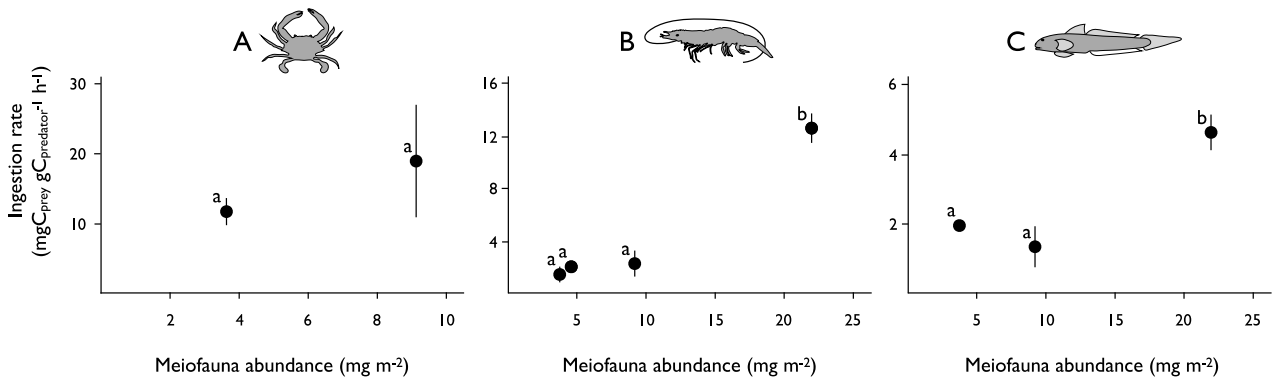 A
B
C
Ingestion rate
(mgCprey gCpredator-1 h-1)
30
20
10
a
a
2
4
6
8
10
Meiofauna abundance (mg m-2)
16
12
8
4
a
a
a
b
5
10
15
20
25
Meiofauna abundance (mg m-2)
6
4
2
a
a
b
5
10
15
20
25
Meiofauna abundance (mg m-2)